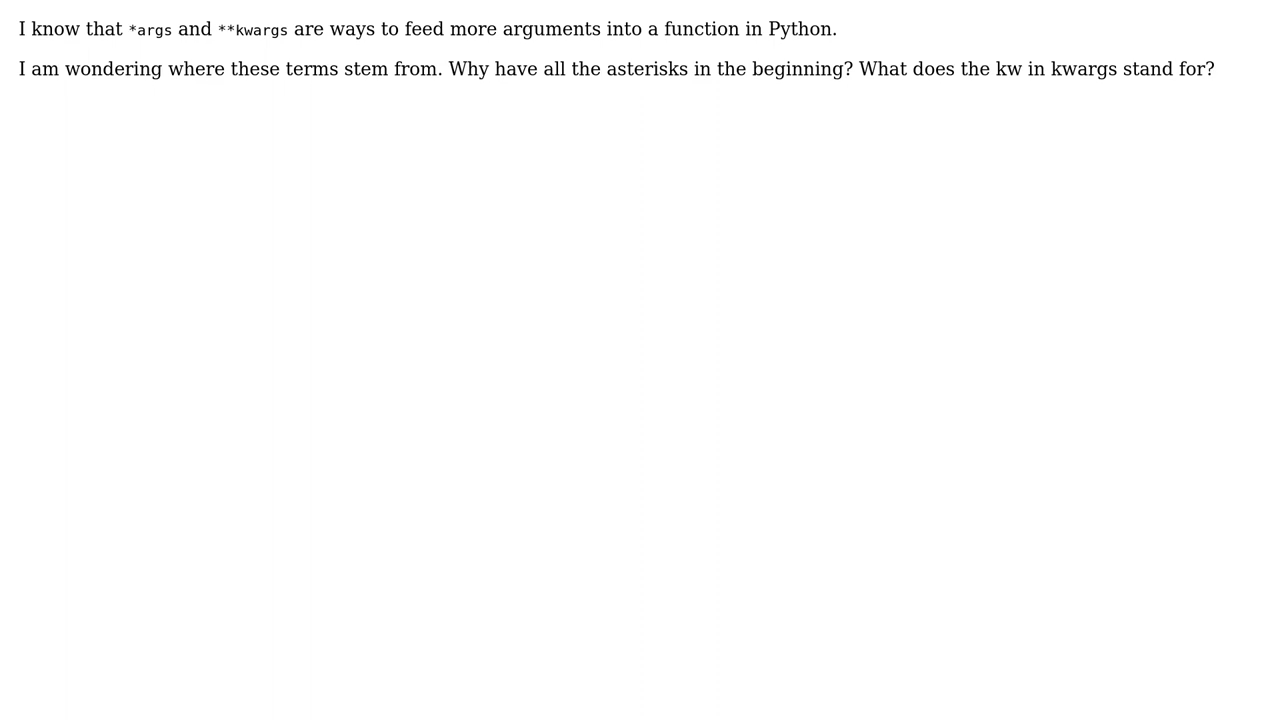 I know that *args and **kwargs are ways to feed more arguments into a function in Python.
I am wondering where these terms stem from. Why have all the asterisks in the beginning? What does the kw in kwargs stand for?